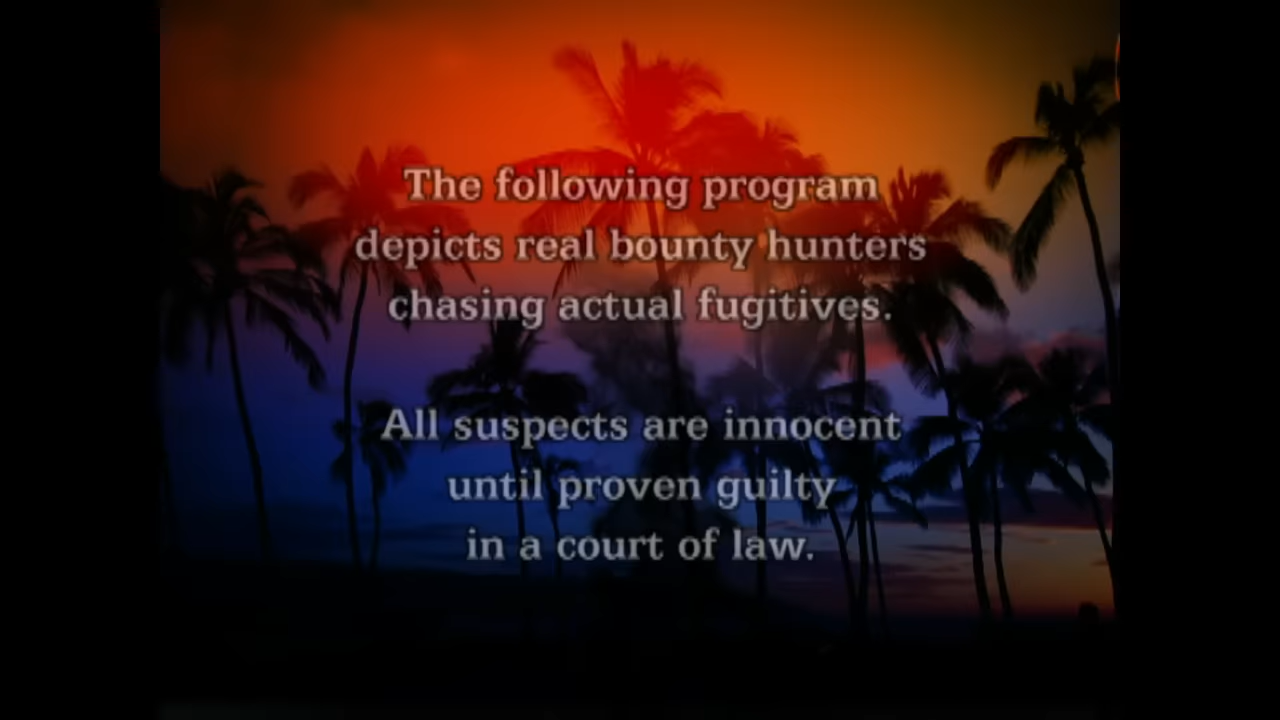 The following program
depicts real bounty hunters
chasing actual fugitives.
All suspects are innocent
until proven guilty
in a court of law.